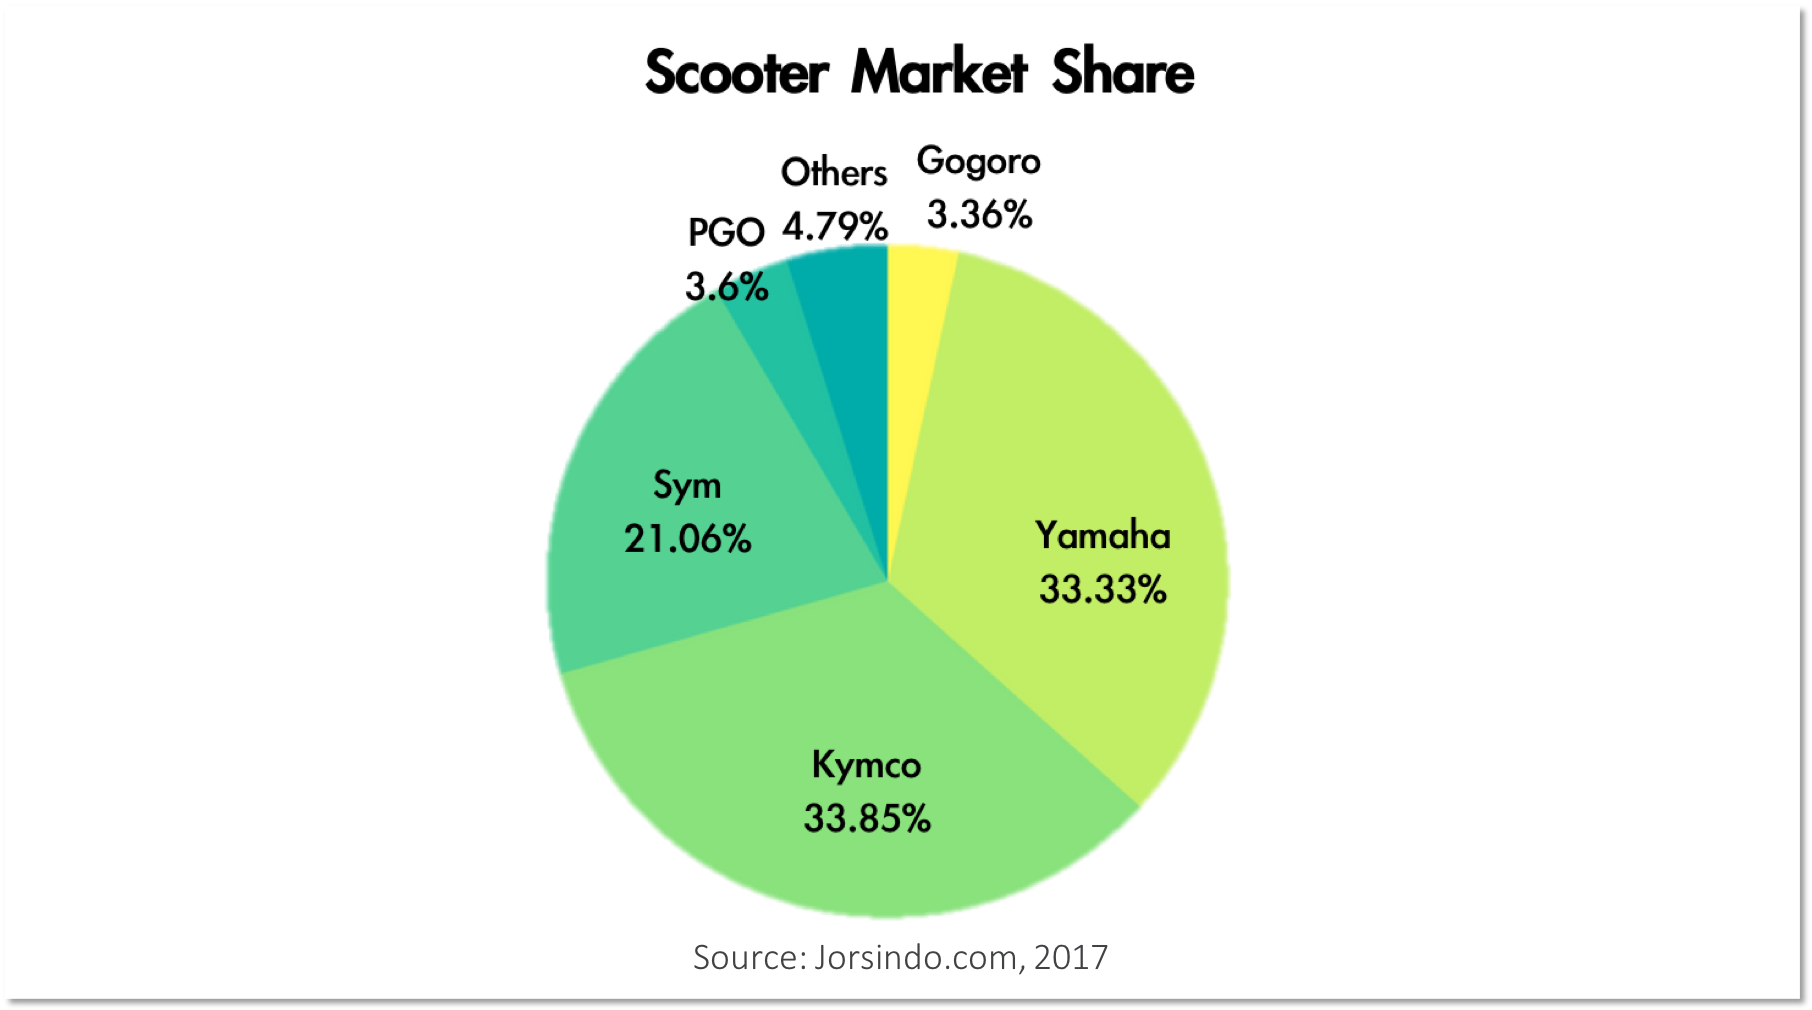 Scooter Market Share
Gogoro
3.36%
Others
4.79%
PGO
3.6%
Sym
21.06%
Yamaha
33.33%
Kymco
33.85%
Source: Jorsindo.com, 2017